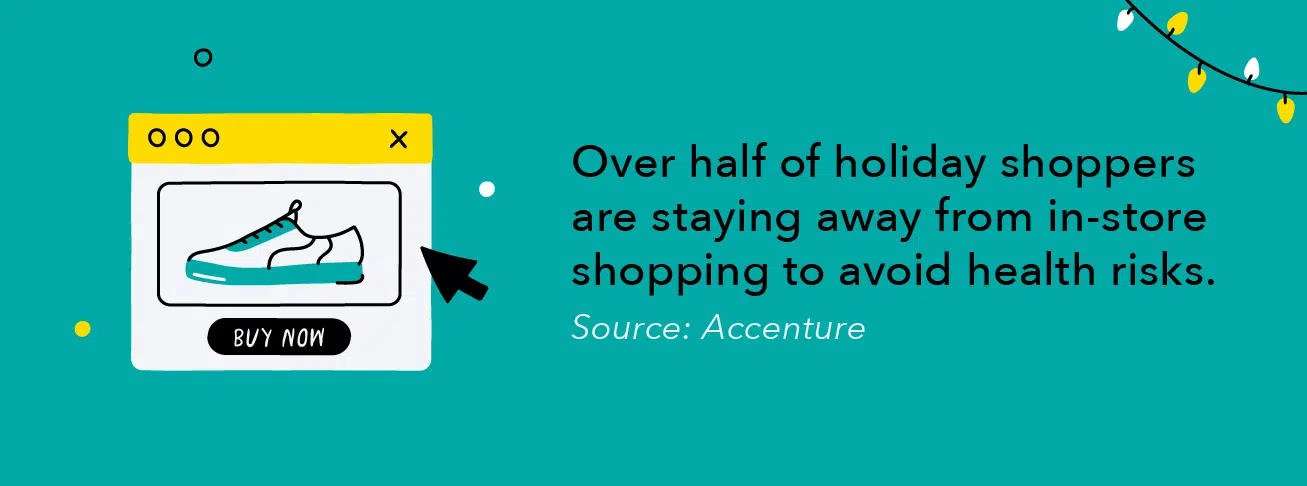 Over half of holiday shoppers
are staying away from in-store
shopping to avoid health risks.
Source: Accenture
BUY NOW